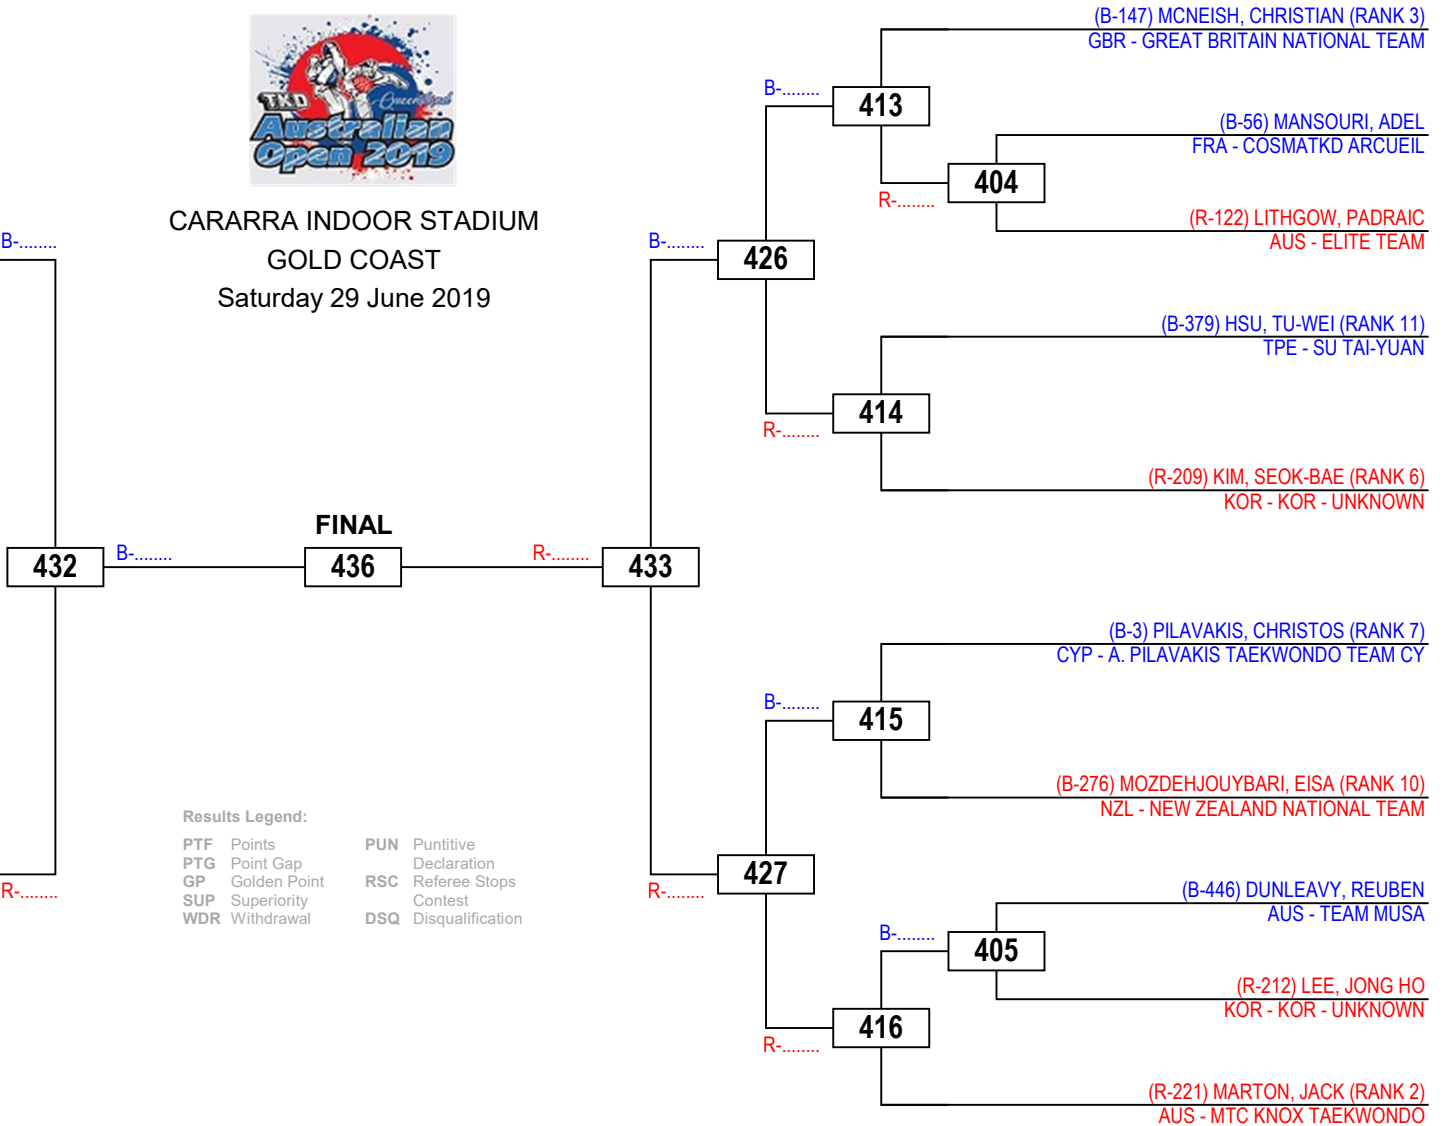 TKD
Queensland
Australian
Open 2019
CARARRA INDOOR STADIUM
GOLD COAST
Saturday 29 June 2019
B-........
432
R-........
B-........
FINAL
436
R-........
433
B-........
R-........
426
B-........
R-........
427
B-........
R-........
413
R-........
404
414
415
416
B-........
405
(B-147) MCNEISH, CHRISTIAN (RANK 3)
GBR - GREAT BRITAIN NATIONAL TEAM
(B-56) MANSOURI, ADEL
FRA - COSMATKD ARCUEIL
(R-122) LITHGOW, PADRAIC
AUS - ELITE TEAM
(B-379) HSU, TU-WEI (RANK 11)
TPE - SU TAI-YUAN
(R-209) KIM, SEOK-BAE (RANK 6)
KOR - KOR - UNKNOWN
(B-3) PILAVAKIS, CHRISTOS (RANK 7)
CYP - A. PILAVAKIS TAEKWONDO TEAM CY
(B-276) MOZDEHJOUYBARI, EISA (RANK 10)
NZL - NEW ZEALAND NATIONAL TEAM
(B-446) DUNLEAVY, REUBEN
AUS - TEAM MUSA
(R-212) LEE, JONG HO
KOR - KOR - UNKNOWN
(R-221) MARTON, JACK (RANK 2)
AUS - MTC KNOX TAEKWONDO
Results Legend:
PTF Points
PTG Point Gap
GP Golden Point
SUP Superiority
WDR Withdrawal
PUN Puntitive
Declaration
RSC Referee Stops
Contest
DSQ Disqualification